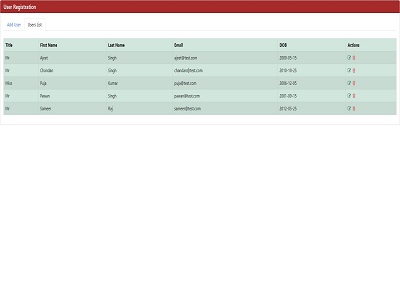 User Registration
Add User Users List
Title First Name Last Name Email DOB Actions
Mr Ajeet Singh ajeet@test.com 2000-05-15
Mr Chandan Singh chandan@test.com 2010-10-25
Miss Puja Kumar puja@test.com 2006-12-05
Mr Pawan Singh pawan@test.com 2001-09-15
Mr Sameer Raj sameer@test.com 2012-05-25